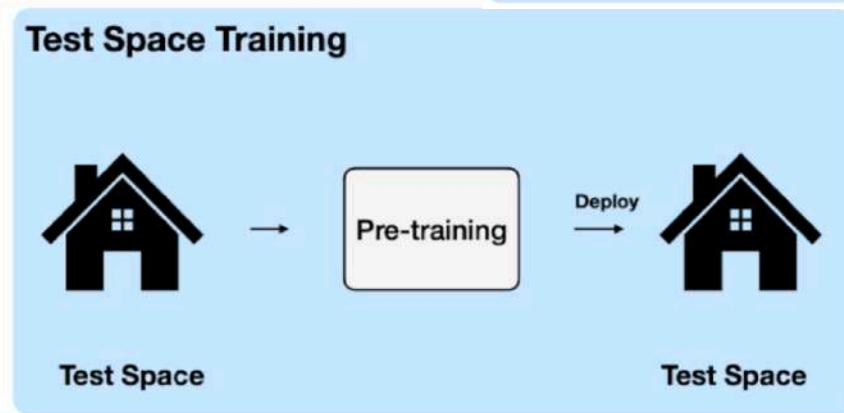 Test Space Training
Pre-training
Deploy
Test Space
Test Space